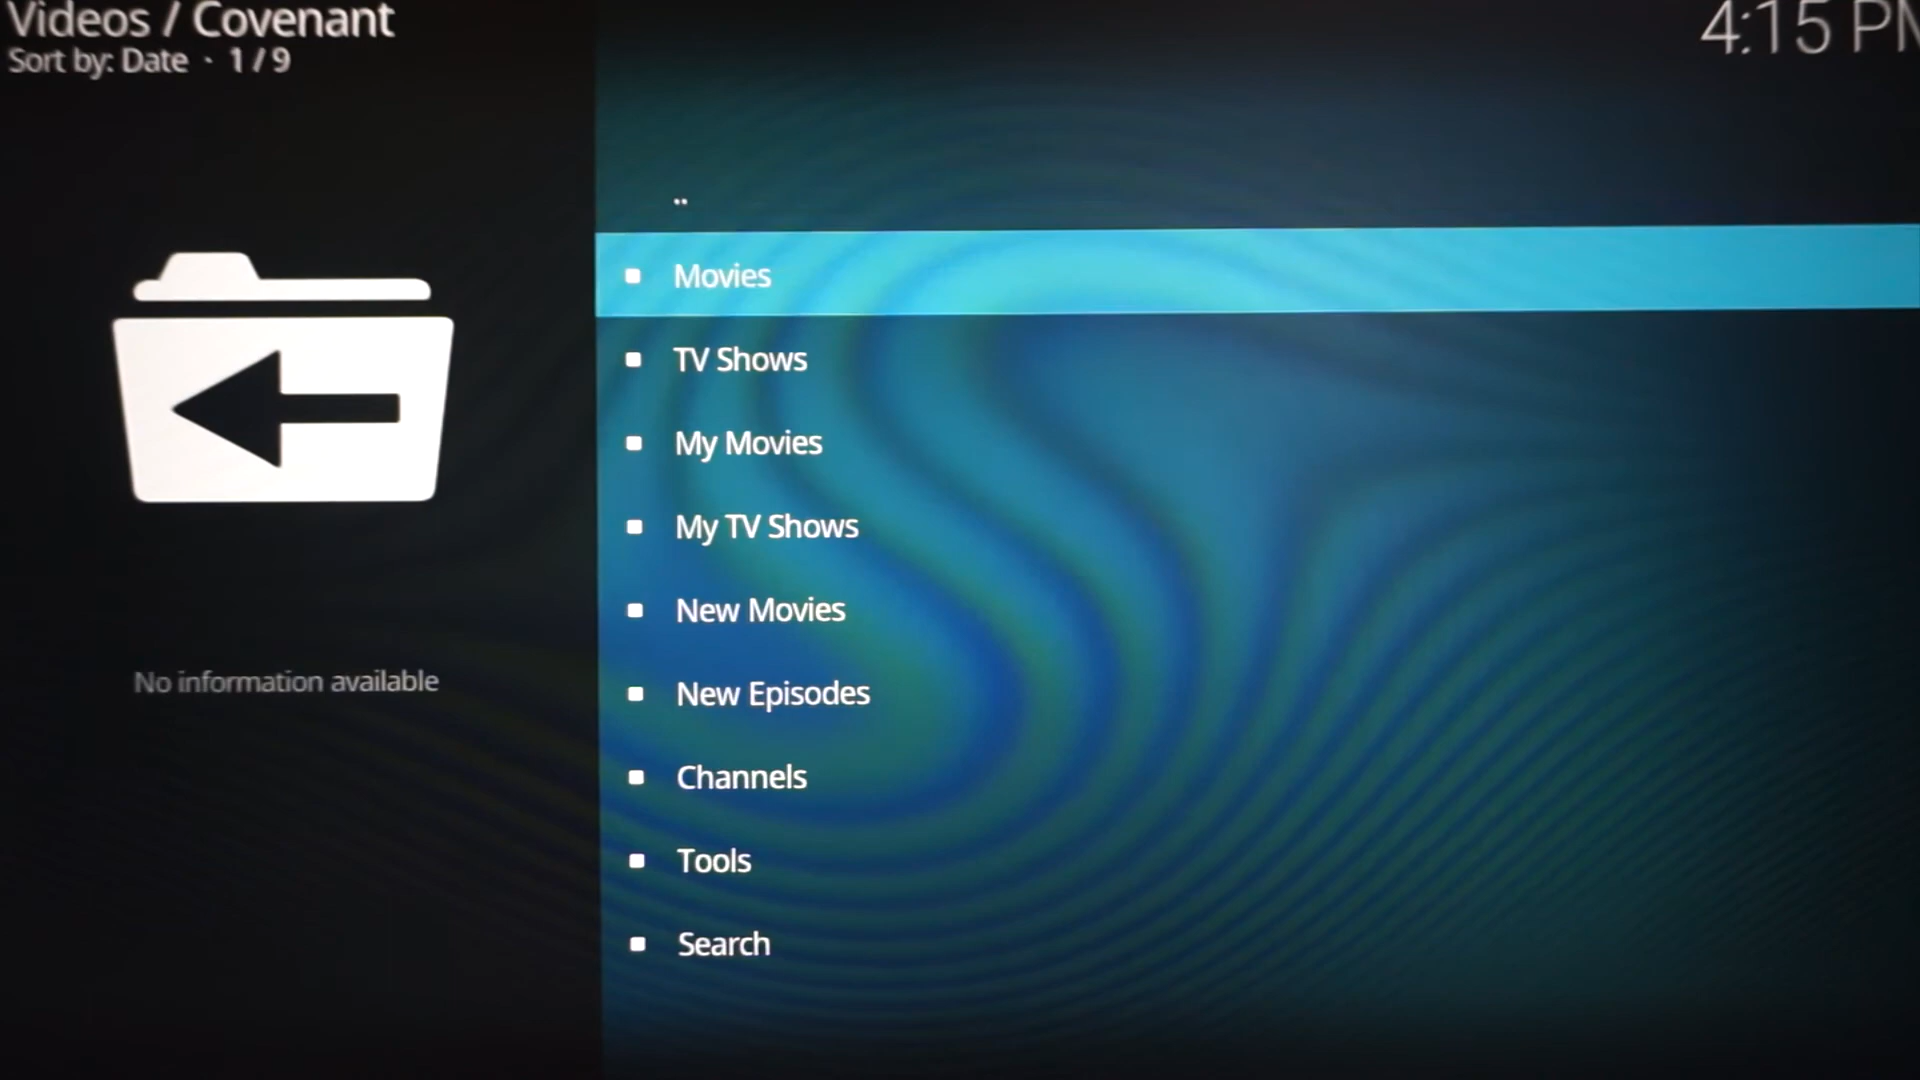 Videos / Covenant
Sort by: Date · 1 / 9
4:15 PM
..
Movies
TV Shows
My Movies
My TV Shows
New Movies
New Episodes
Channels
Tools
Search
No information available